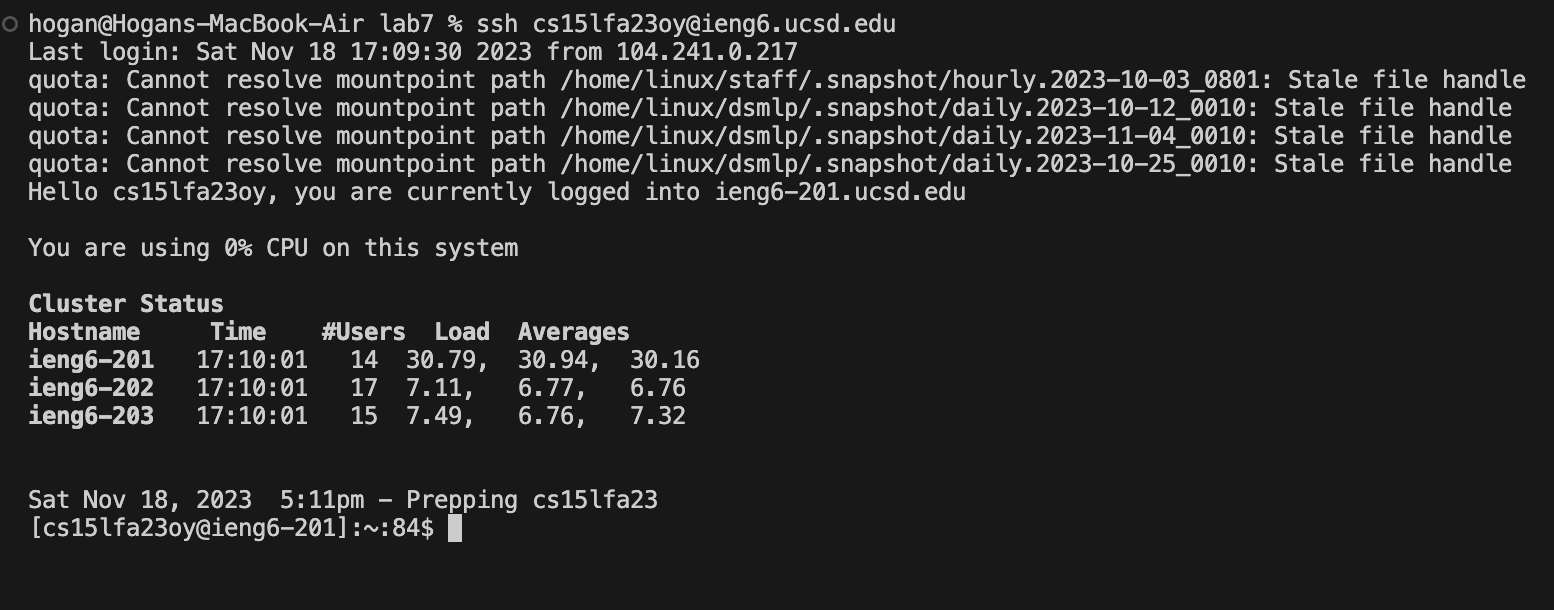 hogan@Hogans-MacBook-Air lab7 % ssh cs15lfa23oy@ieng6.ucsd.edu
Last login: Sat Nov 18 17:09:30 2023 from 104.241.0.217
quota: Cannot resolve mountpoint path /home/linux/staff/.snapshot/hourly.2023-10-03_0801: Stale file handle
quota: Cannot resolve mountpoint path /home/linux/dsmlp/.snapshot/daily.2023-10-12_0010: Stale file handle
quota: Cannot resolve mountpoint path /home/linux/dsmlp/.snapshot/daily.2023-11-04_0010: Stale file handle
quota: Cannot resolve mountpoint path /home/linux/dsmlp/.snapshot/daily.2023-10-25_0010: Stale file handle
Hello cs15lfa23oy, you are currently logged into ieng6-201.ucsd.edu
You are using 0% CPU on this system
Cluster Status
Hostname     Time    #Users  Load  Averages
ieng6-201   17:10:01   14  30.79,  30.94,  30.16
ieng6-202   17:10:01   17  7.11,   6.77,   6.76
ieng6-203   17:10:01   15  7.49,   6.76,   7.32
Sat Nov 18, 2023  5:11pm - Prepping cs15lfa23
[cs15lfa23oy@ieng6-201]:~:84$